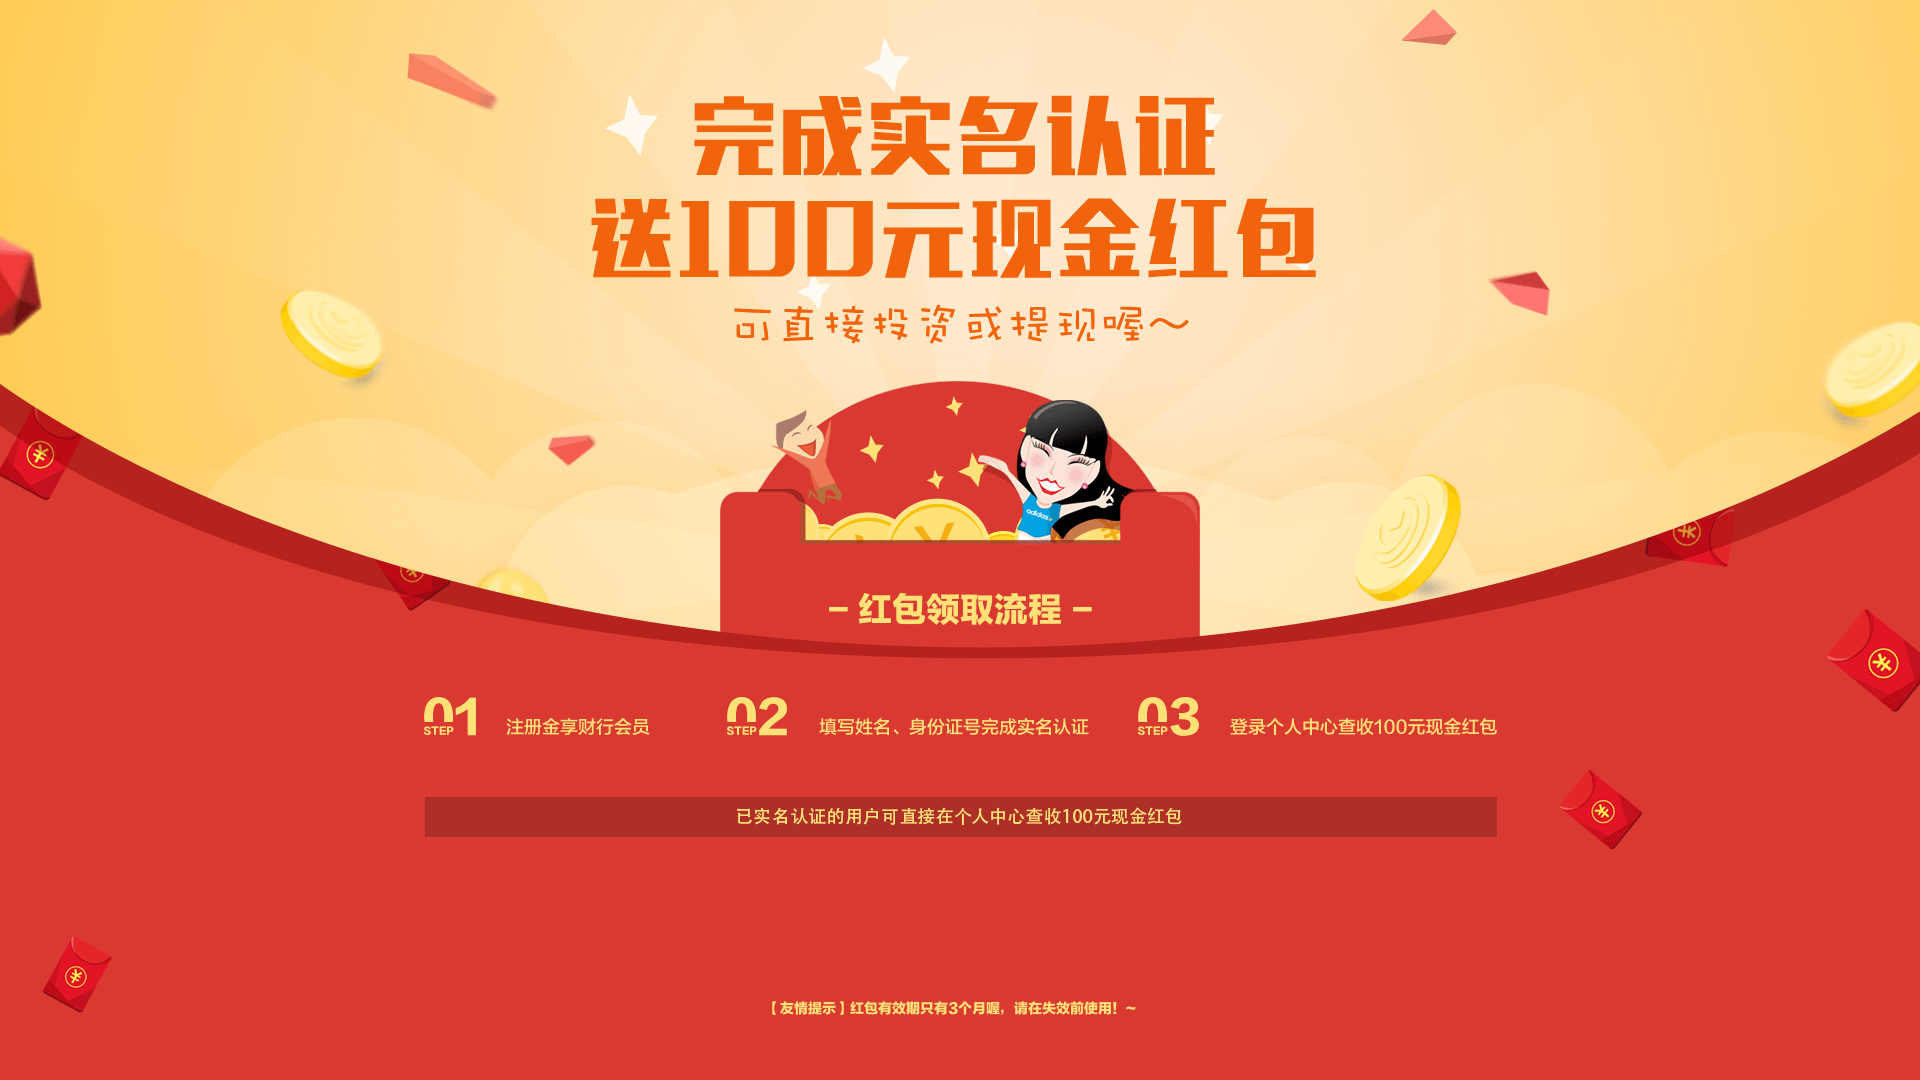 完成实名认证
送100元现金红包
可直接投资或提现喔～
adidas
- 红包领取流程 -
01 STEP 注册金享财行会员
02 STEP 填写姓名、身份证号完成实名认证
03 STEP 登录个人中心查收100元现金红包
已实名认证的用户可直接在个人中心查收100元现金红包
【友情提示】红包有效期只有3个月喔，请在失效前使用！~